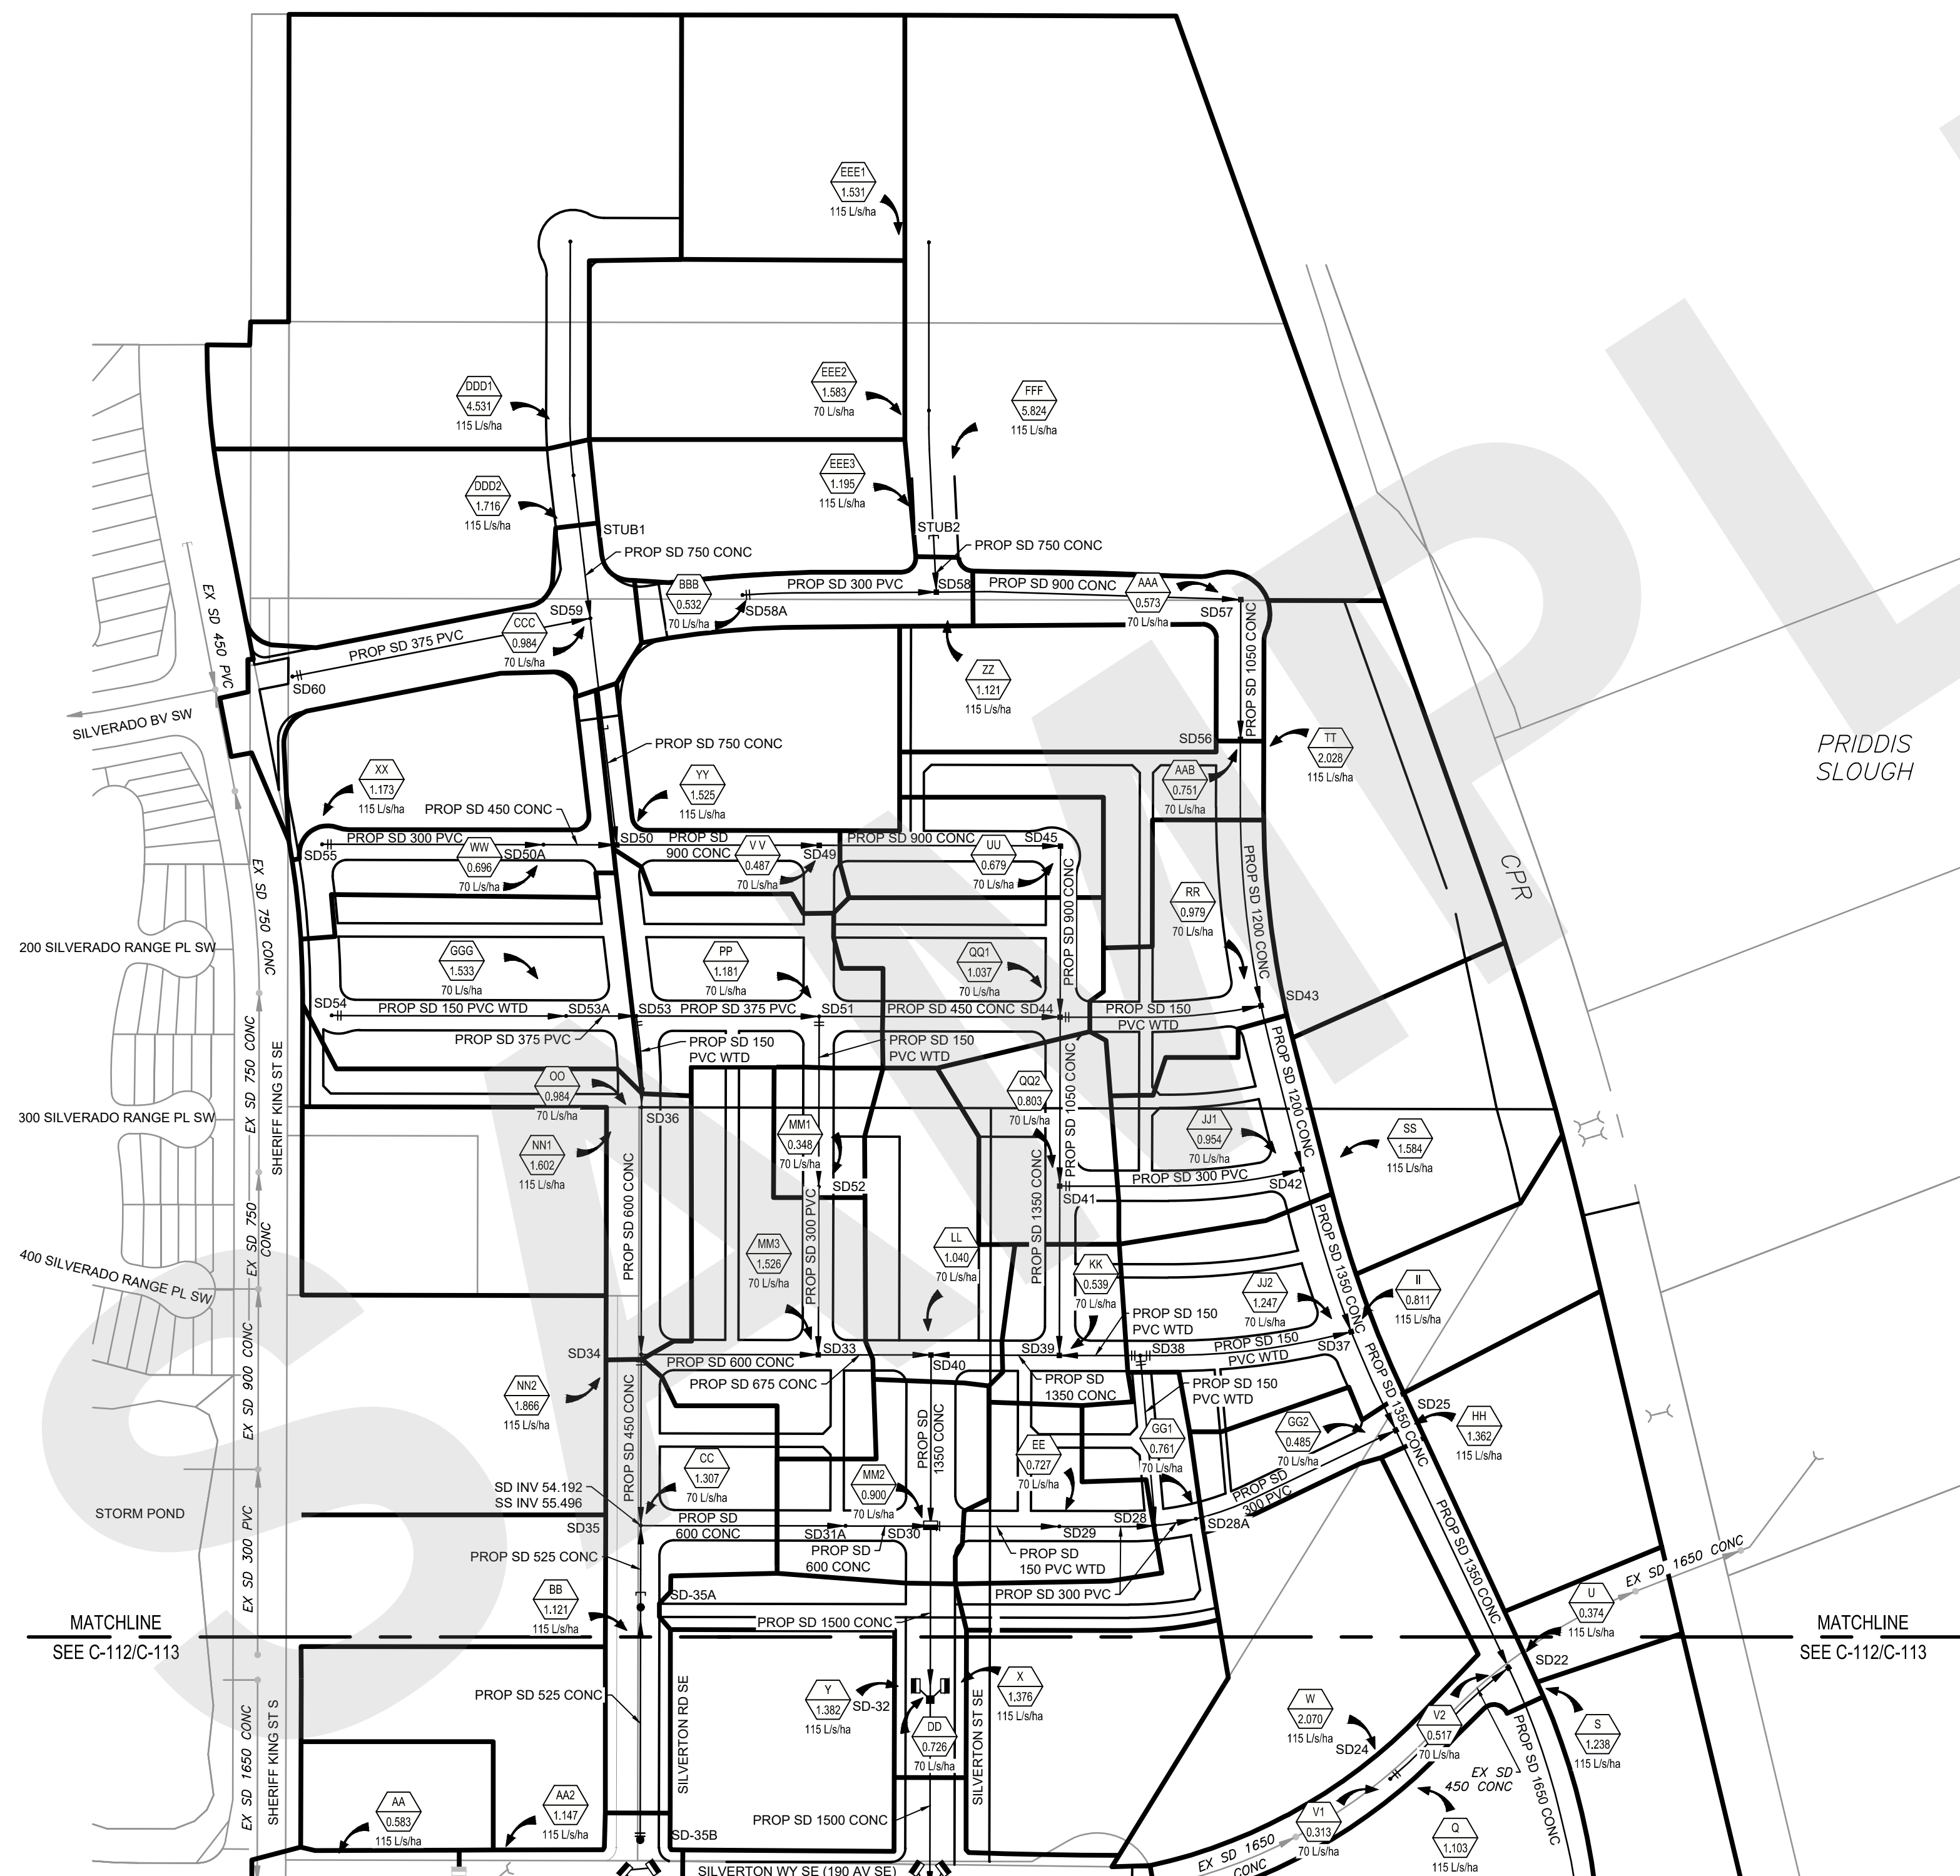 EEE1
1.531
115 L/s/ha
DDD1
4.531
115 L/s/ha
EEE2
1.583
70 L/s/ha
FFF
5.824
115 L/s/ha
DDD2
1.716
115 L/s/ha
EEE3
1.195
115 L/s/ha
STUB1
STUB2
PROP SD 750 CONC
PROP SD 750 CONC
EX SD 450 PVC
BBB
0.532
70 L/s/ha
PROP SD 300 PVC
SD58
PROP SD 900 CONC
AAA
0.573
70 L/s/ha
SD59
SD58A
SD57
CCC
0.984
70 L/s/ha
PROP SD 375 PVC
SD60
PROP SD 1050 CONC
ZZ
1.121
115 L/s/ha
SILVERADO BV SW
PROP SD 750 CONC
SD56
TT
2.028
115 L/s/ha
PRIDDIS
SLOUGH
XX
1.173
115 L/s/ha
YY
1.525
115 L/s/ha
AAB
0.751
70 L/s/ha
PROP SD 450 CONC
SD55
PROP SD 300 PVC
WW
0.696
70 L/s/ha
SD50A
SD50
PROP SD
900 CONC
V V
0.487
70 L/s/ha
SD49
PROP SD 900 CONC
UU
0.679
70 L/s/ha
SD45
PROP SD 900 CONC
PROP SD 1200 CONC
CPR
EX SD 750 CONC
RR
0.979
70 L/s/ha
200 SILVERADO RANGE PL SW
GGG
1.533
70 L/s/ha
PP
1.181
70 L/s/ha
QQ1
1.037
70 L/s/ha
SD54
PROP SD 150 PVC WTD
SD53A
SD53
PROP SD 375 PVC
SD51
PROP SD 450 CONC
SD44
PROP SD 150
PVC WTD
SD43
PROP SD 375 PVC
PROP SD 150
PVC WTD
PROP SD 150
PVC WTD
EX SD 750 CONC
SHERIFF KING ST SE
OO
0.984
70 L/s/ha
SD36
QQ2
0.803
70 L/s/ha
PROP SD 1050 CONC
PROP SD 1200 CONC
300 SILVERADO RANGE PL SW
NN1
1.602
115 L/s/ha
MM1
0.348
70 L/s/ha
JJ1
0.954
70 L/s/ha
SS
1.584
115 L/s/ha
SD52
SD41
PROP SD 300 PVC
SD42
PROP SD 600 CONC
PROP SD 300 PVC
PROP SD 1350 CONC
PROP SD 1350 CONC
EX SD 750
CONC
400 SILVERADO RANGE PL SW
MM3
1.526
70 L/s/ha
LL
1.040
70 L/s/ha
KK
0.539
70 L/s/ha
JJ2
1.247
70 L/s/ha
II
0.811
115 L/s/ha
PROP SD 150
PVC WTD
EX SD 900 CONC
SD34
PROP SD 600 CONC
SD33
SD40
SD39
SD38
PROP SD 150
PVC WTD
SD37
PROP SD 675 CONC
PROP SD
1350 CONC
PROP SD 150
PVC WTD
PROP SD 1350 CONC
NN2
1.866
115 L/s/ha
PROP SD 450 CONC
PROP SD
1350 CONC
SD25
HH
1.362
115 L/s/ha
CC
1.307
70 L/s/ha
MM2
0.900
70 L/s/ha
EE
0.727
70 L/s/ha
GG1
0.761
70 L/s/ha
GG2
0.485
70 L/s/ha
SD INV 54.192
SS INV 55.496
STORM POND
SD35
PROP SD
600 CONC
SD31A
SD30
SD29
SD28
SD28A
PROP SD
300 PVC
PROP SD
600 CONC
PROP SD
150 PVC WTD
PROP SD 300 PVC
PROP SD 1350 CONC
EX SD 300 PVC
PROP SD 525 CONC
BB
1.121
115 L/s/ha
SD-35A
PROP SD 1500 CONC
U
0.374
115 L/s/ha
EX SD 1650 CONC
MATCHLINE
SEE C-112/C-113
MATCHLINE
SEE C-112/C-113
SD22
EX SD 1650 CONC
SHERIFF KING ST S
PROP SD 525 CONC
SILVERTON RD SE
Y
1.382
115 L/s/ha
SD-32
X
1.376
115 L/s/ha
DD
0.726
70 L/s/ha
SILVERTON ST SE
W
2.070
115 L/s/ha
SD24
V2
0.517
70 L/s/ha
S
1.238
115 L/s/ha
EX SD
450 CONC
PROP SD 1650 CONC
AA
0.583
115 L/s/ha
AA2
1.147
115 L/s/ha
SD-35B
PROP SD 1500 CONC
V1
0.313
70 L/s/ha
Q
1.103
115 L/s/ha
EX SD 1650
CONC
SILVERTON WY SE (190 AV SE)
SAMPL